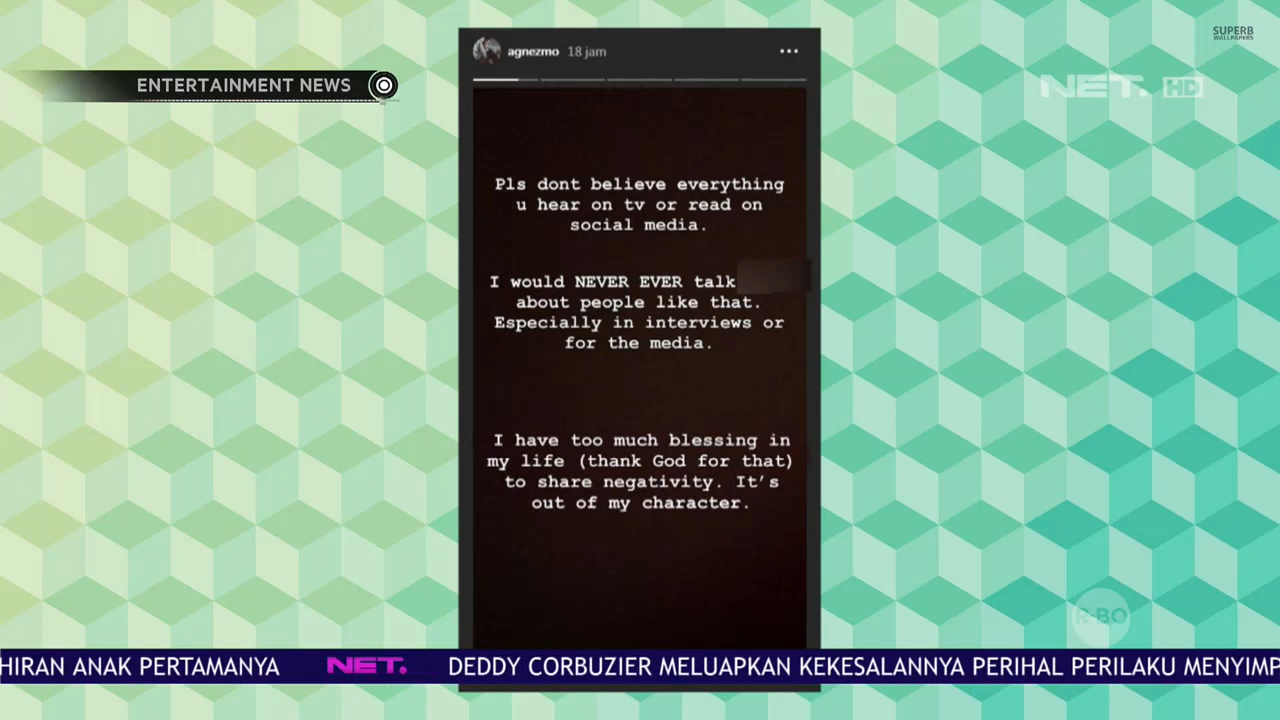 SUPERB
WALLPAPERS
agnezmo 18 jam
ENTERTAINMENT NEWS
NET. HD
Pls dont believe everything
u hear on tv or read on
social media.
I would NEVER EVER talk
about people like that.
Especially in interviews or
for the media.
I have too much blessing in
my life (thank God for that)
to share negativity. It's
out of my character.
R-BO
HIRAN ANAK PERTAMANYA NET. DEDDY CORBUZIER MELUAPKAN KEKESALANNYA PERIHAL PERILAKU MENYIMP